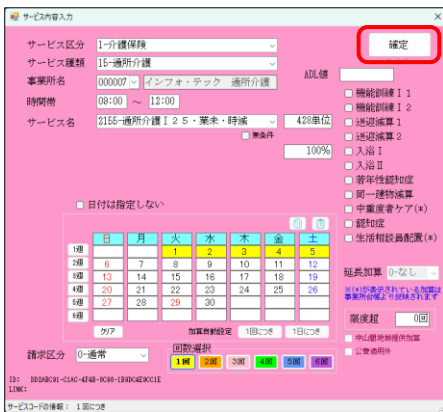 サービス内容入力
サービス区分 1-介護保険 確定
サービス種類 15-通所介護
事業所名 000007 インフォ・テック 通所介護 ADL値
時間帯 09:00 ～ 12:00
サービス名 2155-通所介護Ⅰ25・業未・時減 428単位
無条件
100%
機能訓練Ⅰ1
機能訓練Ⅰ2
送迎減算1
送迎減算2
入浴Ⅰ
入浴Ⅱ
若年性認知症
同一建物減算
中重度者ケア(*)
認知症
生活相談員配置(*)
日付は指定しない
日 月 火 水 木 金 土
1週 1 2 3 4 5
2週 6 7 8 9 10 11 12
3週 13 14 15 16 17 18 19
4週 20 21 22 23 24 25 26
5週 27 28 29 30
6週
クリア 加算自動設定 1回につき 1日につき
延長加算 0-なし
※(*)が表示されている加算は
事業所台帳より反映されます
限度超 0回
中山間地域提供加算
公費適用外
請求区分 0-通常
回数選択
1回 2回 3回 4回 5回 6回
LINK:
サービスコードの情報： 1回につき